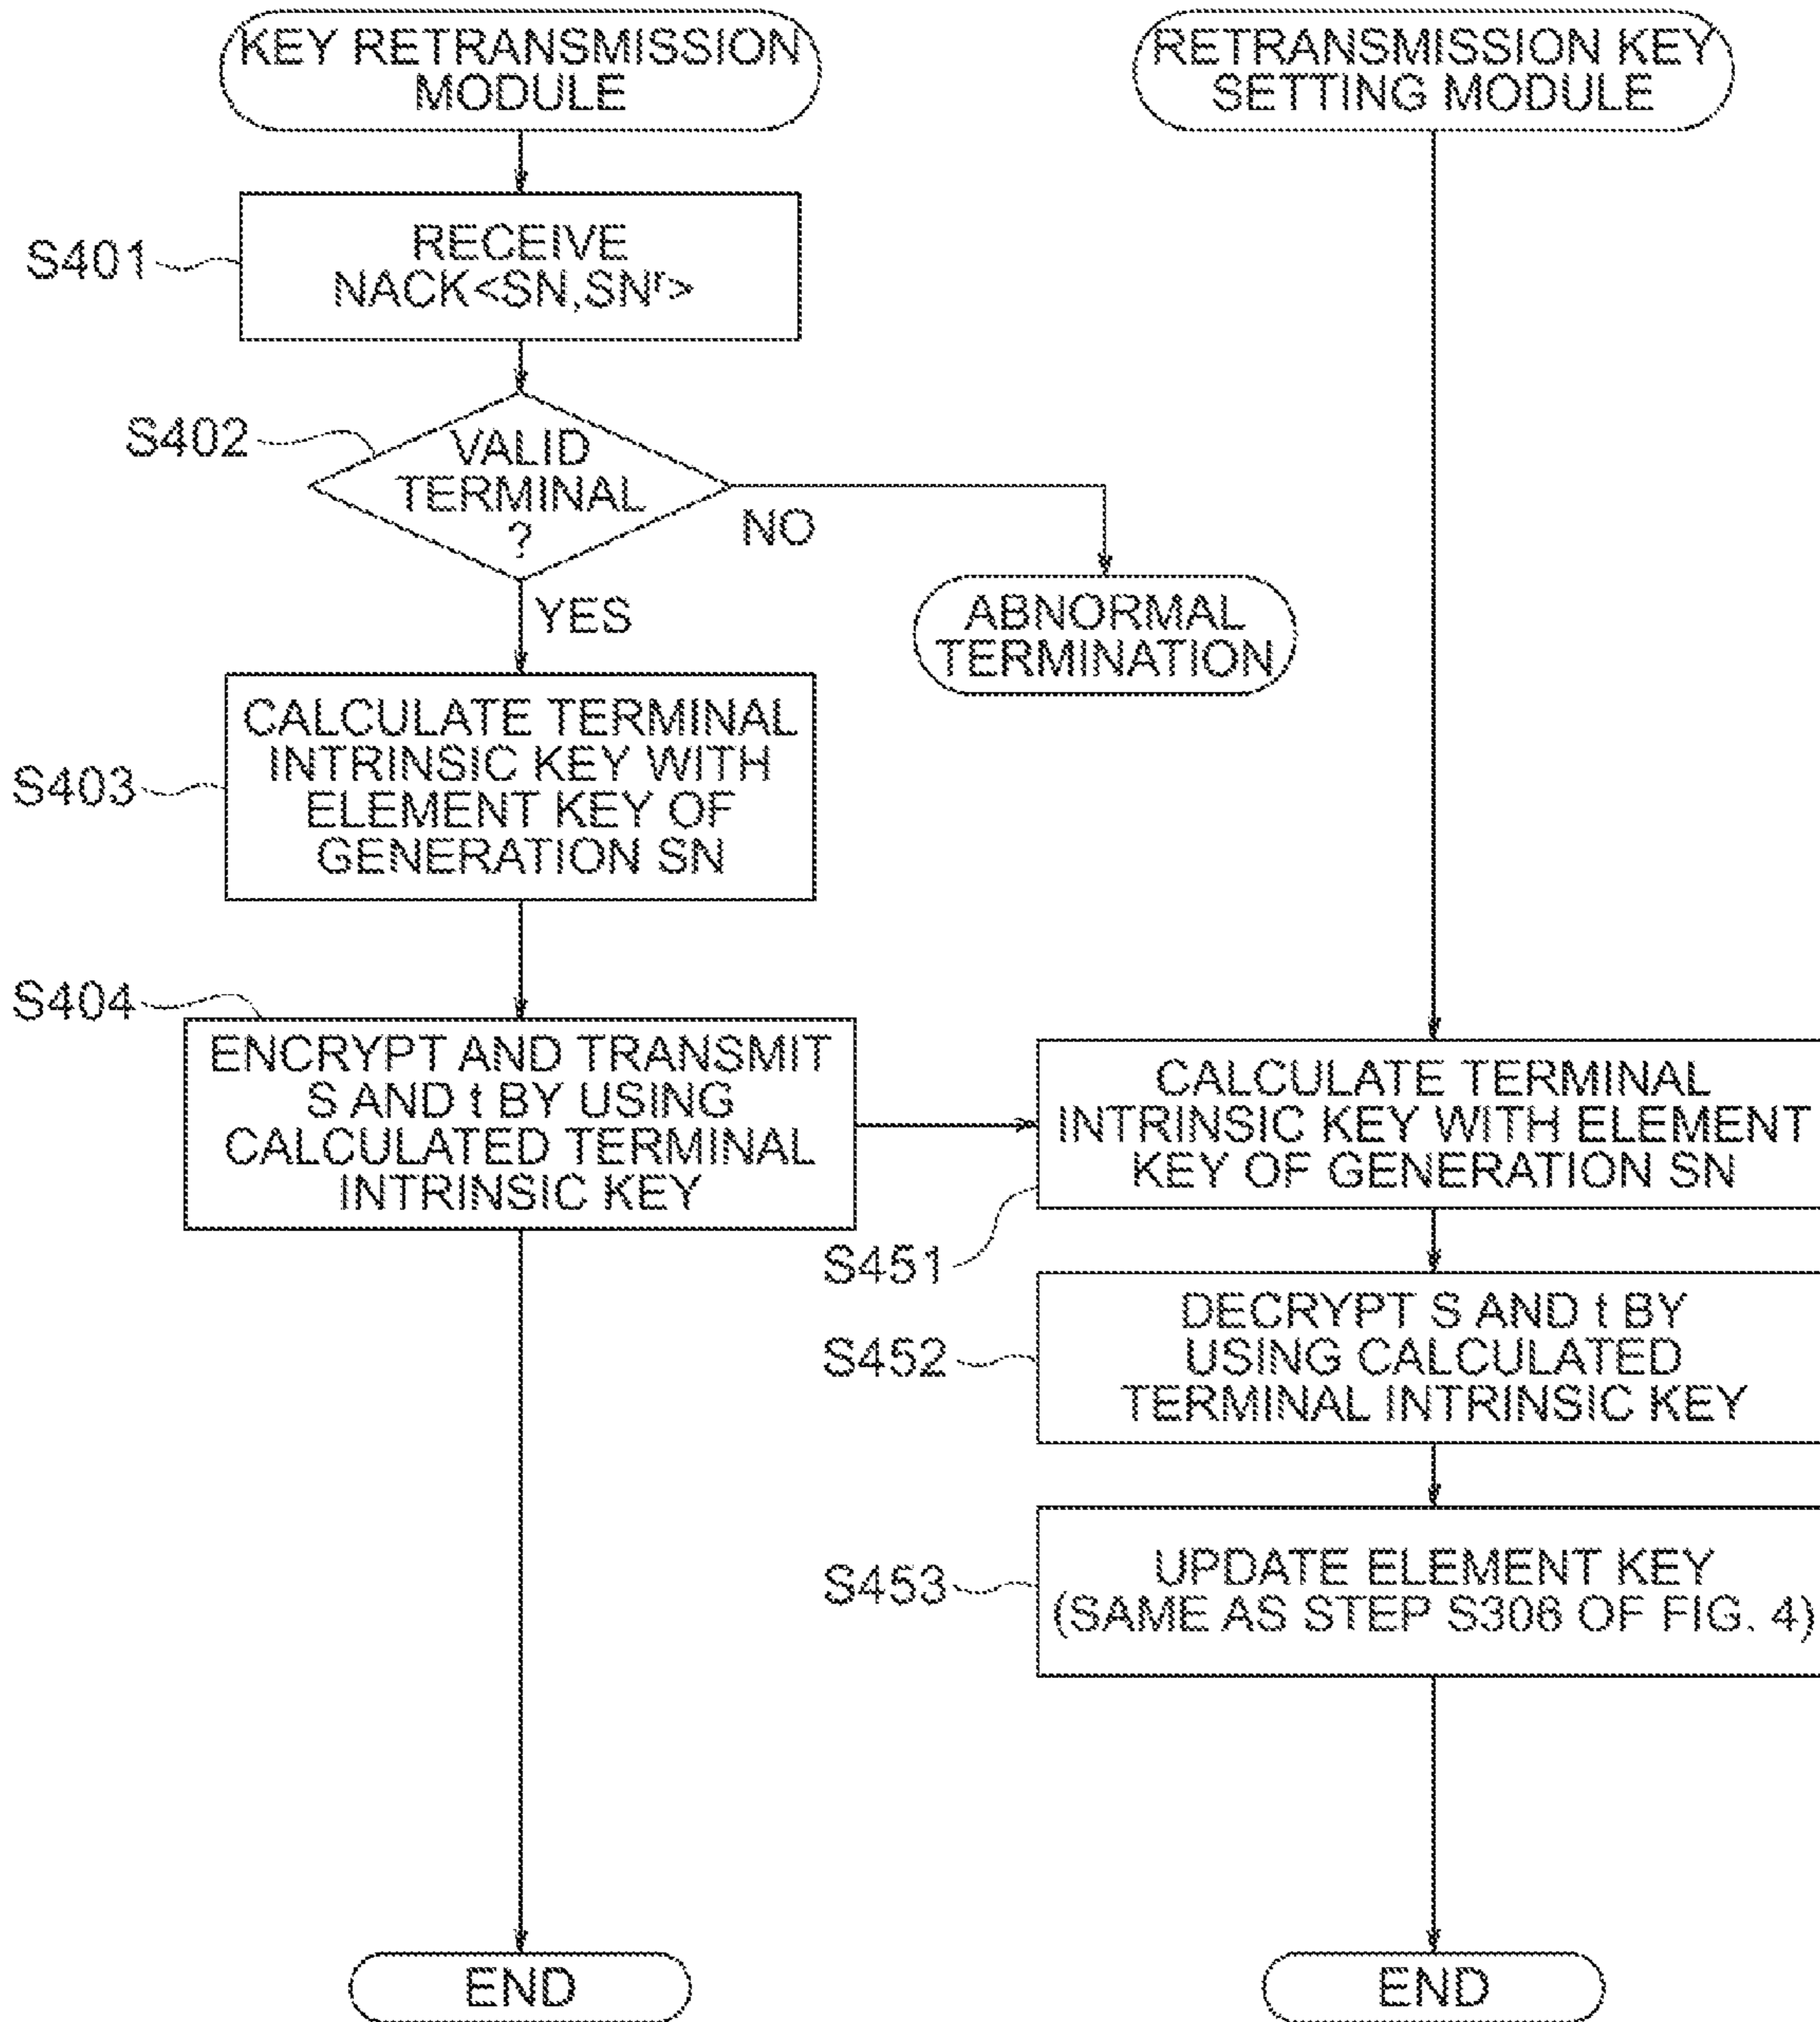 KEY RETRANSMISSION
MODULE
S401
RECEIVE
NACK<SN,SNʳ>
S402
VALID
TERMINAL
?
NO
YES
ABNORMAL
TERMINATION
S403
CALCULATE TERMINAL
INTRINSIC KEY WITH
ELEMENT KEY OF
GENERATION SN
S404
ENCRYPT AND TRANSMIT
S AND t BY USING
CALCULATED TERMINAL
INTRINSIC KEY
END
RETRANSMISSION KEY
SETTING MODULE
CALCULATE TERMINAL
INTRINSIC KEY WITH ELEMENT
KEY OF GENERATION SN
S451
DECRYPT S AND t BY
USING CALCULATED
TERMINAL INTRINSIC KEY
S452
UPDATE ELEMENT KEY
(SAME AS STEP S306 OF FIG. 4)
S453
END